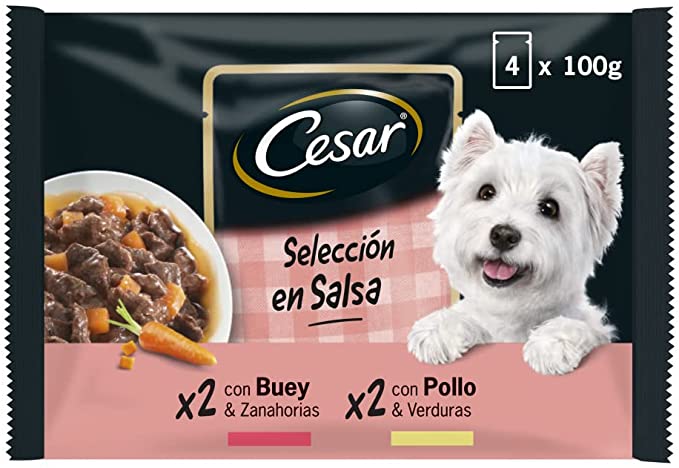 4 x 100g
Cesar®
Selección
en Salsa
x2 con Buey
& Zanahorias
x2 con Pollo
& Verduras